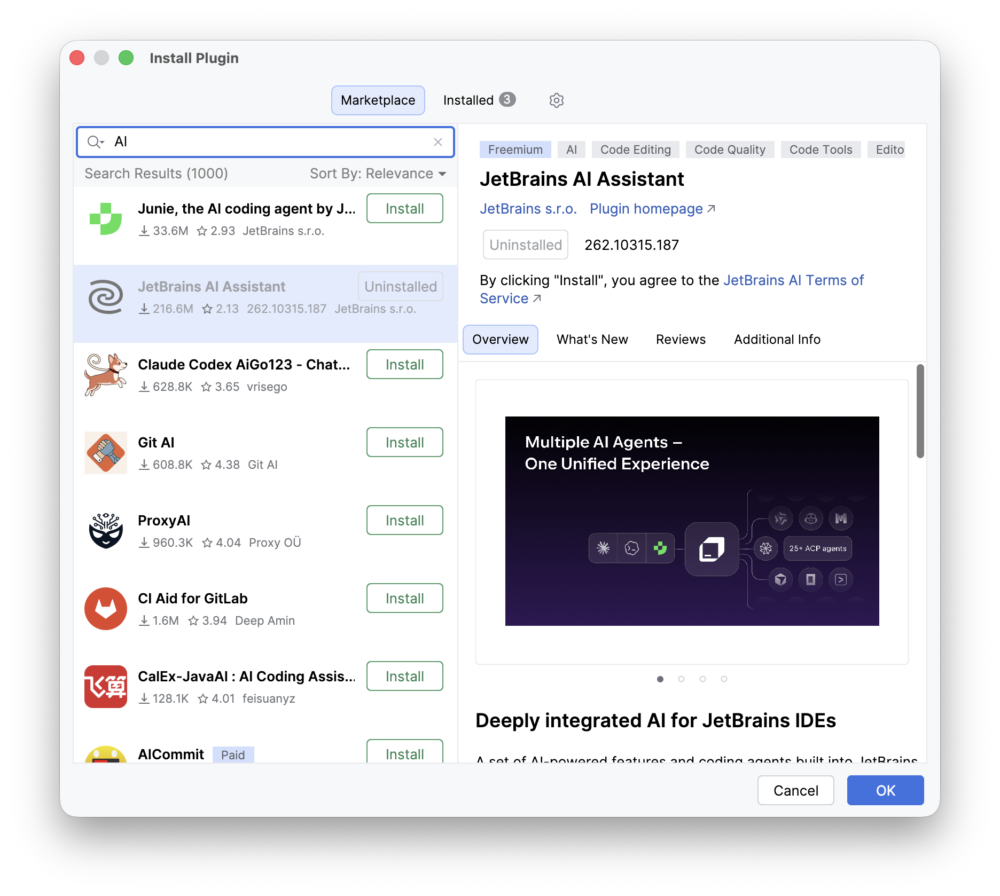 Install Plugin
Marketplace
Installed 3
AI
Search Results (1000)
Sort By: Relevance
Junie, the AI coding agent by J...
Install
33.6M 2.93 JetBrains s.r.o.
JetBrains AI Assistant
Uninstalled
216.6M 2.13 262.10315.187 JetBrains s.r.o.
Claude Codex AiGo123 - Chat...
Install
628.8K 3.65 vrisego
Git AI
Install
608.8K 4.38 Git AI
ProxyAI
Install
960.3K 4.04 Proxy OÜ
CI Aid for GitLab
Install
1.6M 3.94 Deep Amin
飞算
CalEx-JavaAI : AI Coding Assis...
Install
128.1K 4.01 feisuanyz
AICommit Paid
Install
Freemium AI Code Editing Code Quality Code Tools Edito
JetBrains AI Assistant
JetBrains s.r.o. Plugin homepage
Uninstalled 262.10315.187
By clicking "Install", you agree to the JetBrains AI Terms of
Service
Overview What's New Reviews Additional Info
Multiple AI Agents –
One Unified Experience
25+ ACP agents
Deeply integrated AI for JetBrains IDEs
A set of AI-powered features and coding agents built into JetBrains
Cancel
OK